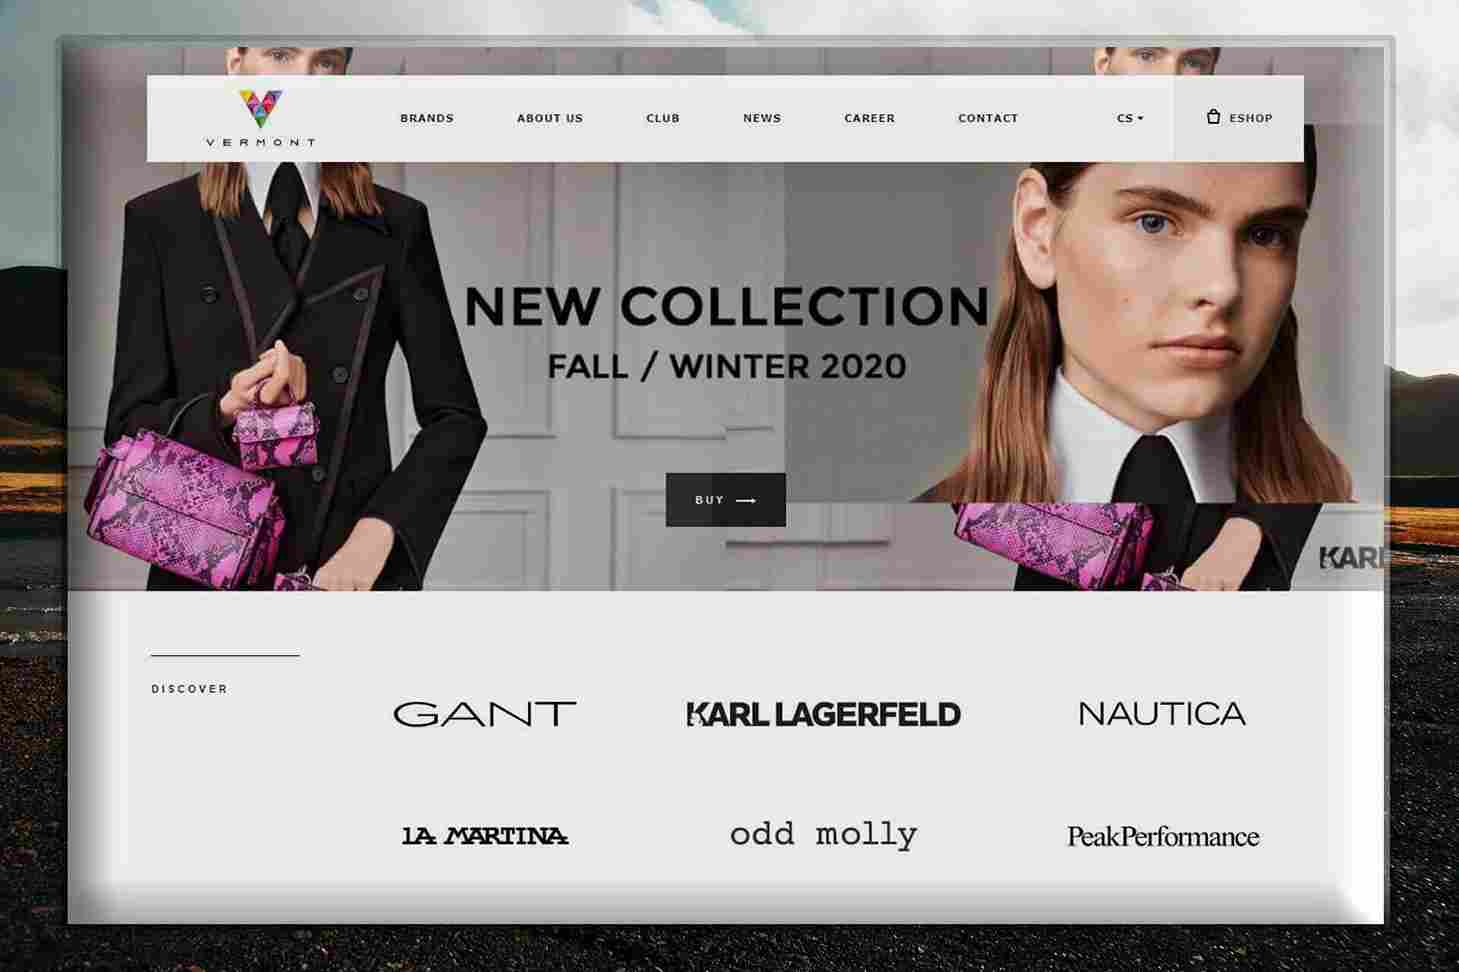 VERMONT
BRANDS ABOUT US CLUB NEWS CAREER CONTACT CS ESHOP
NEW COLLECTION
FALL / WINTER 2020
BUY
KARL
DISCOVER
GANT KARL LAGERFELD NAUTICA
LA MARTINA odd molly PeakPerformance